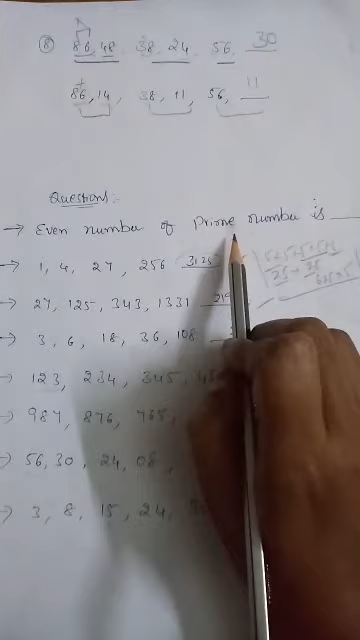 ⑧ 86, 48, 38, 24, 56, 30
86, 14, 38, 11, 56, 11
Questions:-
→ Even number of Prime number is
→ 1, 4, 27, 256 3125
→ 27, 125, 343, 1331
→ 3, 6, 18, 36, 108
→ 123, 234, 345,
→ 987, 876, 765,
→ 56, 30, 24, 08,
→ 3, 8, 15, 24,